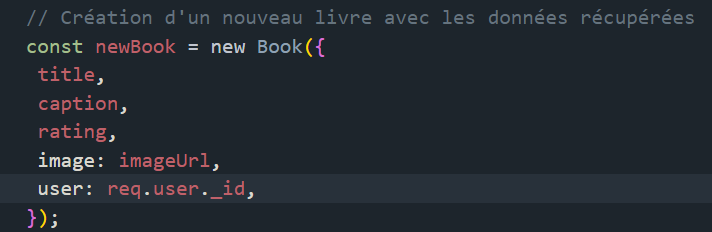 // Création d'un nouveau livre avec les données récupérées
const newBook = new Book({
title,
caption,
rating,
image: imageUrl,
user: req.user._id,
});